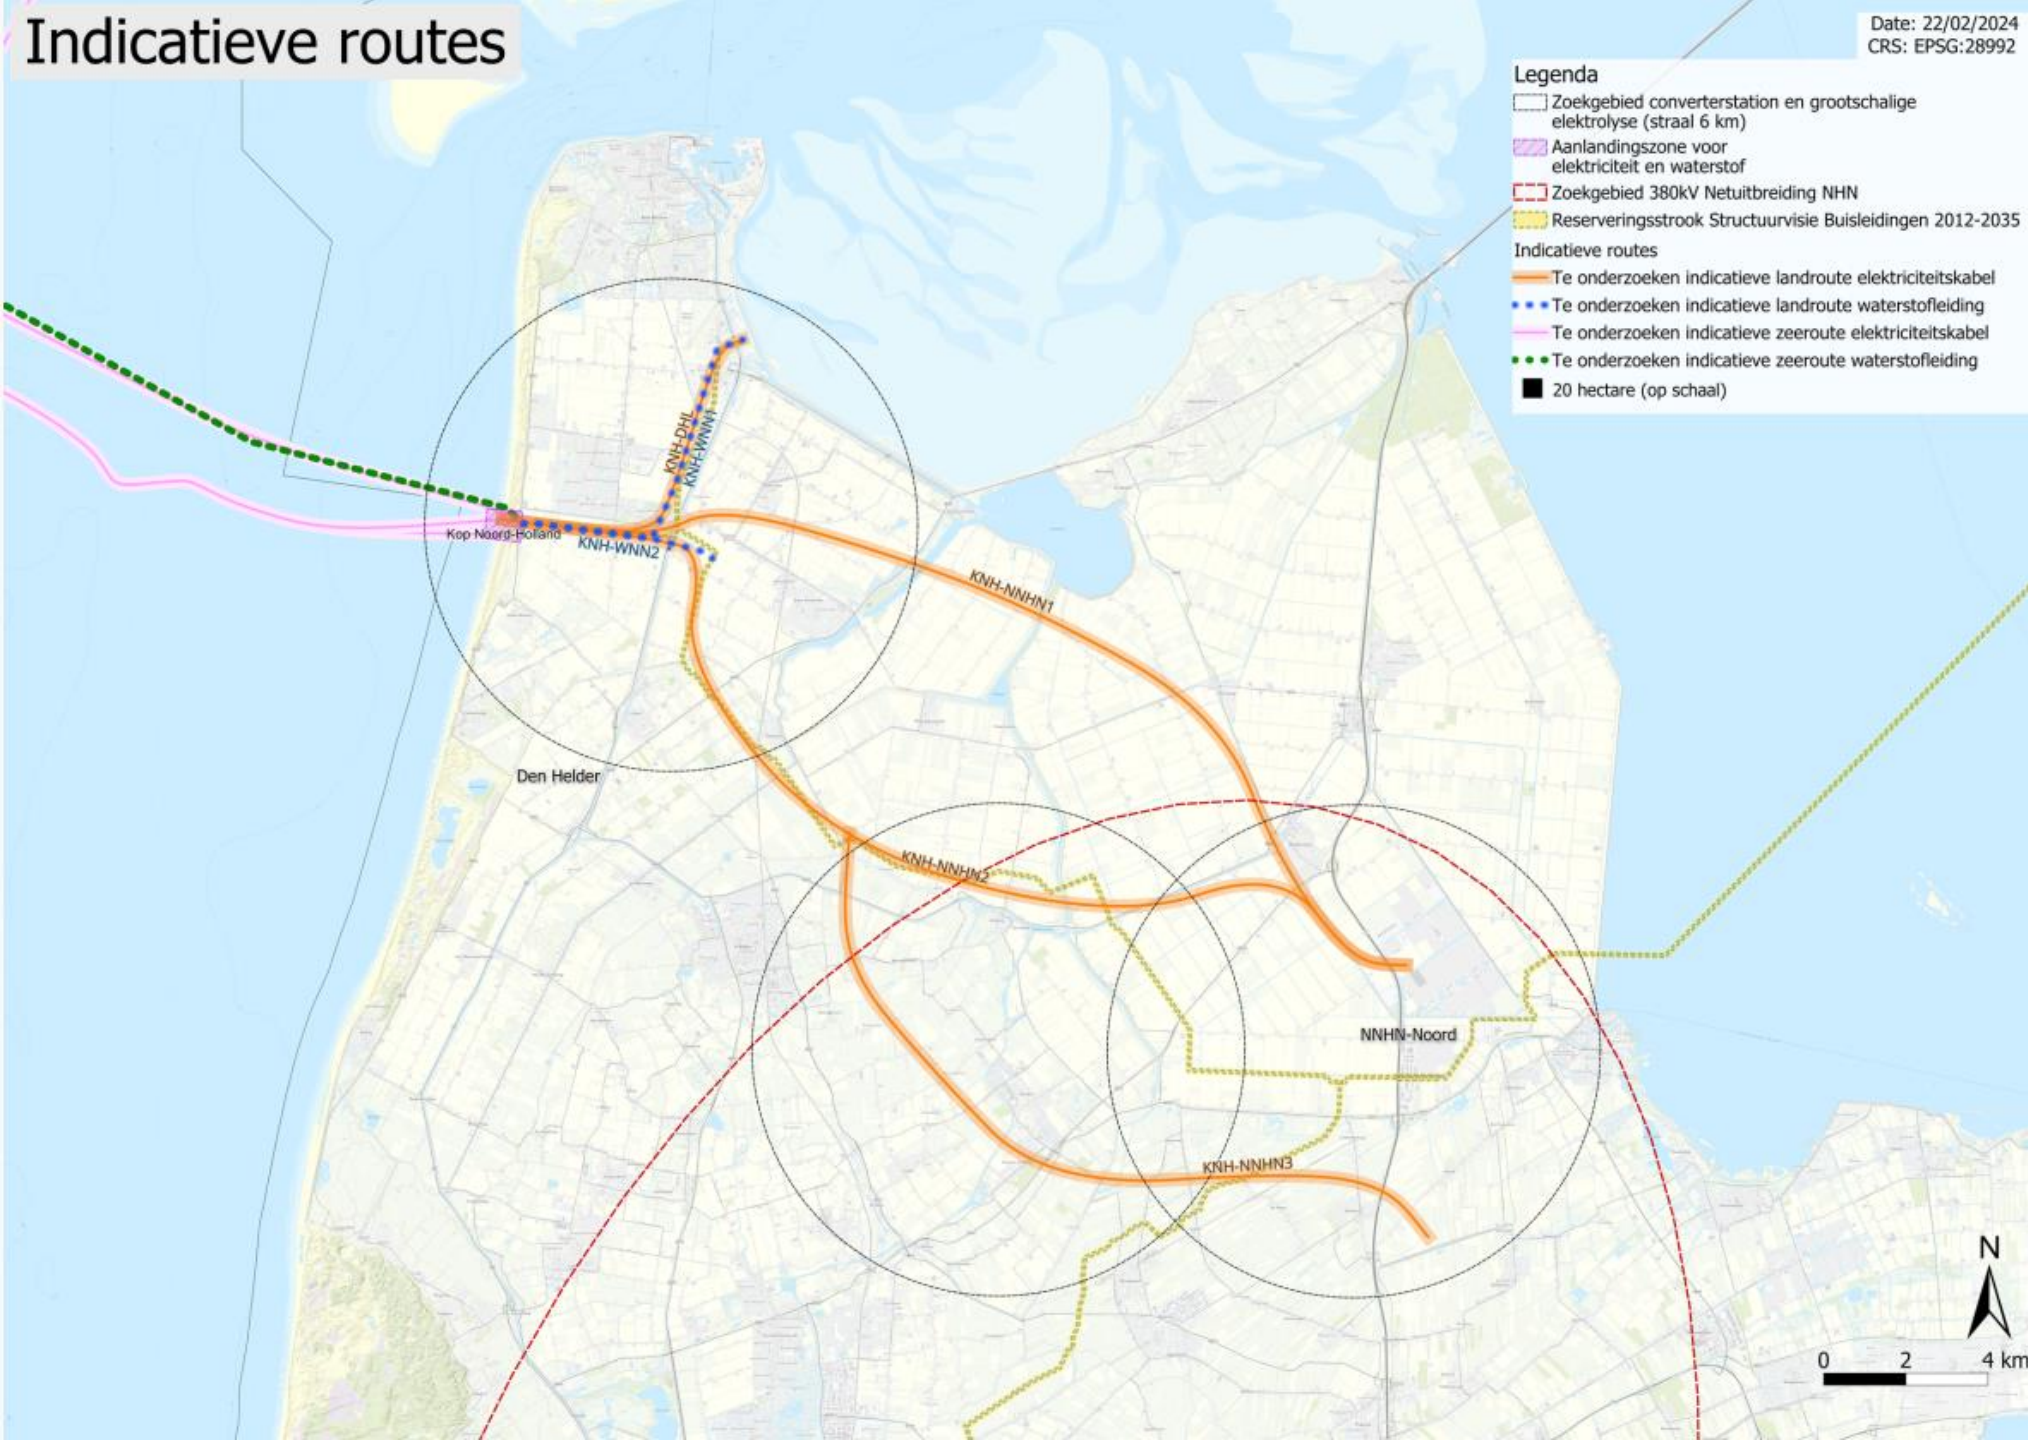 Indicatieve routes
Date: 22/02/2024
CRS: EPSG:28992
Legenda
Zoekgebied converterstation en grootschalige
elektrolyse (straal 6 km)
Aanlandingszone voor
elektriciteit en waterstof
Zoekgebied 380kV Netuitbreiding NHN
Reserveringsstrook Structuurvisie Buisleidingen 2012-2035
Indicatieve routes
Te onderzoeken indicatieve landroute elektriciteitskabel
Te onderzoeken indicatieve landroute waterstofleiding
Te onderzoeken indicatieve zeeroute elektriciteitskabel
Te onderzoeken indicatieve zeeroute waterstofleiding
20 hectare (op schaal)
KNH-DHL
KNH-WNN1
Kop Noord-Holland
KNH-WNN2
KNH-NNHN1
Den Helder
KNH-NNHN2
NNHN-Noord
KNH-NNHN3
N
0 2 4 km